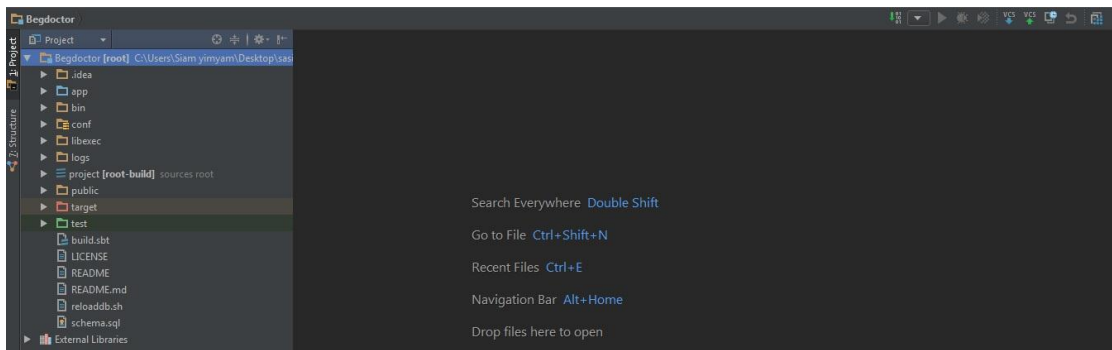 Begdoctor
VCS VCS
1: Project
7: Structure
Project
Begdoctor [root] C:\Users\Siam yimyam\Desktop\sas
.idea
app
bin
conf
libexec
logs
project [root-build] sources root
public
target
test
build.sbt
LICENSE
README
README.md
reloaddb.sh
schema.sql
External Libraries
Search Everywhere Double Shift
Go to File Ctrl+Shift+N
Recent Files Ctrl+E
Navigation Bar Alt+Home
Drop files here to open